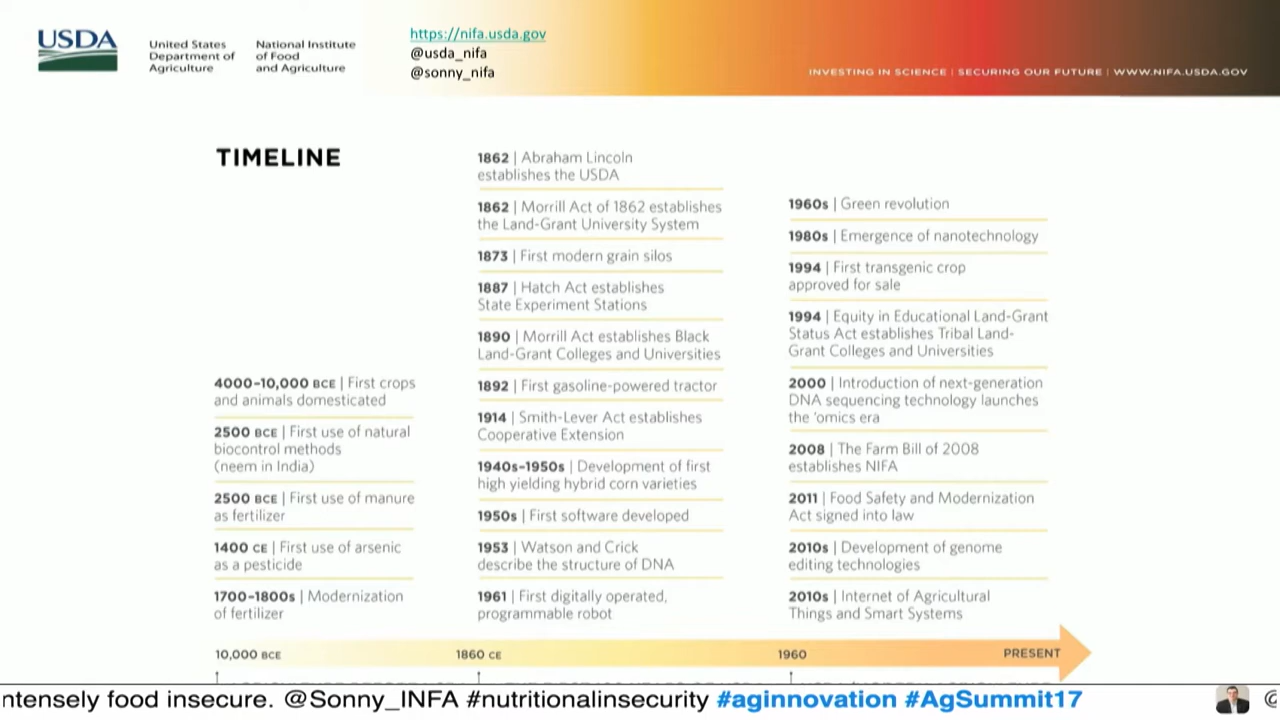 USDA
United States
Department of
Agriculture
National Institute
of Food
and Agriculture
https://nifa.usda.gov
@usda_nifa
@sonny_nifa
INVESTING IN SCIENCE | SECURING OUR FUTURE | WWW.NIFA.USDA.GOV
TIMELINE
4000–10,000 BCE | First crops
and animals domesticated
2500 BCE | First use of natural
biocontrol methods
(neem in India)
2500 BCE | First use of manure
as fertilizer
1400 CE | First use of arsenic
as a pesticide
1700–1800s | Modernization
of fertilizer
1862 | Abraham Lincoln
establishes the USDA
1862 | Morrill Act of 1862 establishes
the Land-Grant University System
1873 | First modern grain silos
1887 | Hatch Act establishes
State Experiment Stations
1890 | Morrill Act establishes Black
Land-Grant Colleges and Universities
1892 | First gasoline-powered tractor
1914 | Smith-Lever Act establishes
Cooperative Extension
1940s–1950s | Development of first
high yielding hybrid corn varieties
1950s | First software developed
1953 | Watson and Crick
describe the structure of DNA
1961 | First digitally operated,
programmable robot
1960s | Green revolution
1980s | Emergence of nanotechnology
1994 | First transgenic crop
approved for sale
1994 | Equity in Educational Land-Grant
Status Act establishes Tribal Land-
Grant Colleges and Universities
2000 | Introduction of next-generation
DNA sequencing technology launches
the 'omics era
2008 | The Farm Bill of 2008
establishes NIFA
2011 | Food Safety and Modernization
Act signed into law
2010s | Development of genome
editing technologies
2010s | Internet of Agricultural
Things and Smart Systems
10,000 BCE
1860 CE
1960
PRESENT
ntensely food insecure. @Sonny_INFA #nutritionalinsecurity #aginnovation #AgSummit17 @